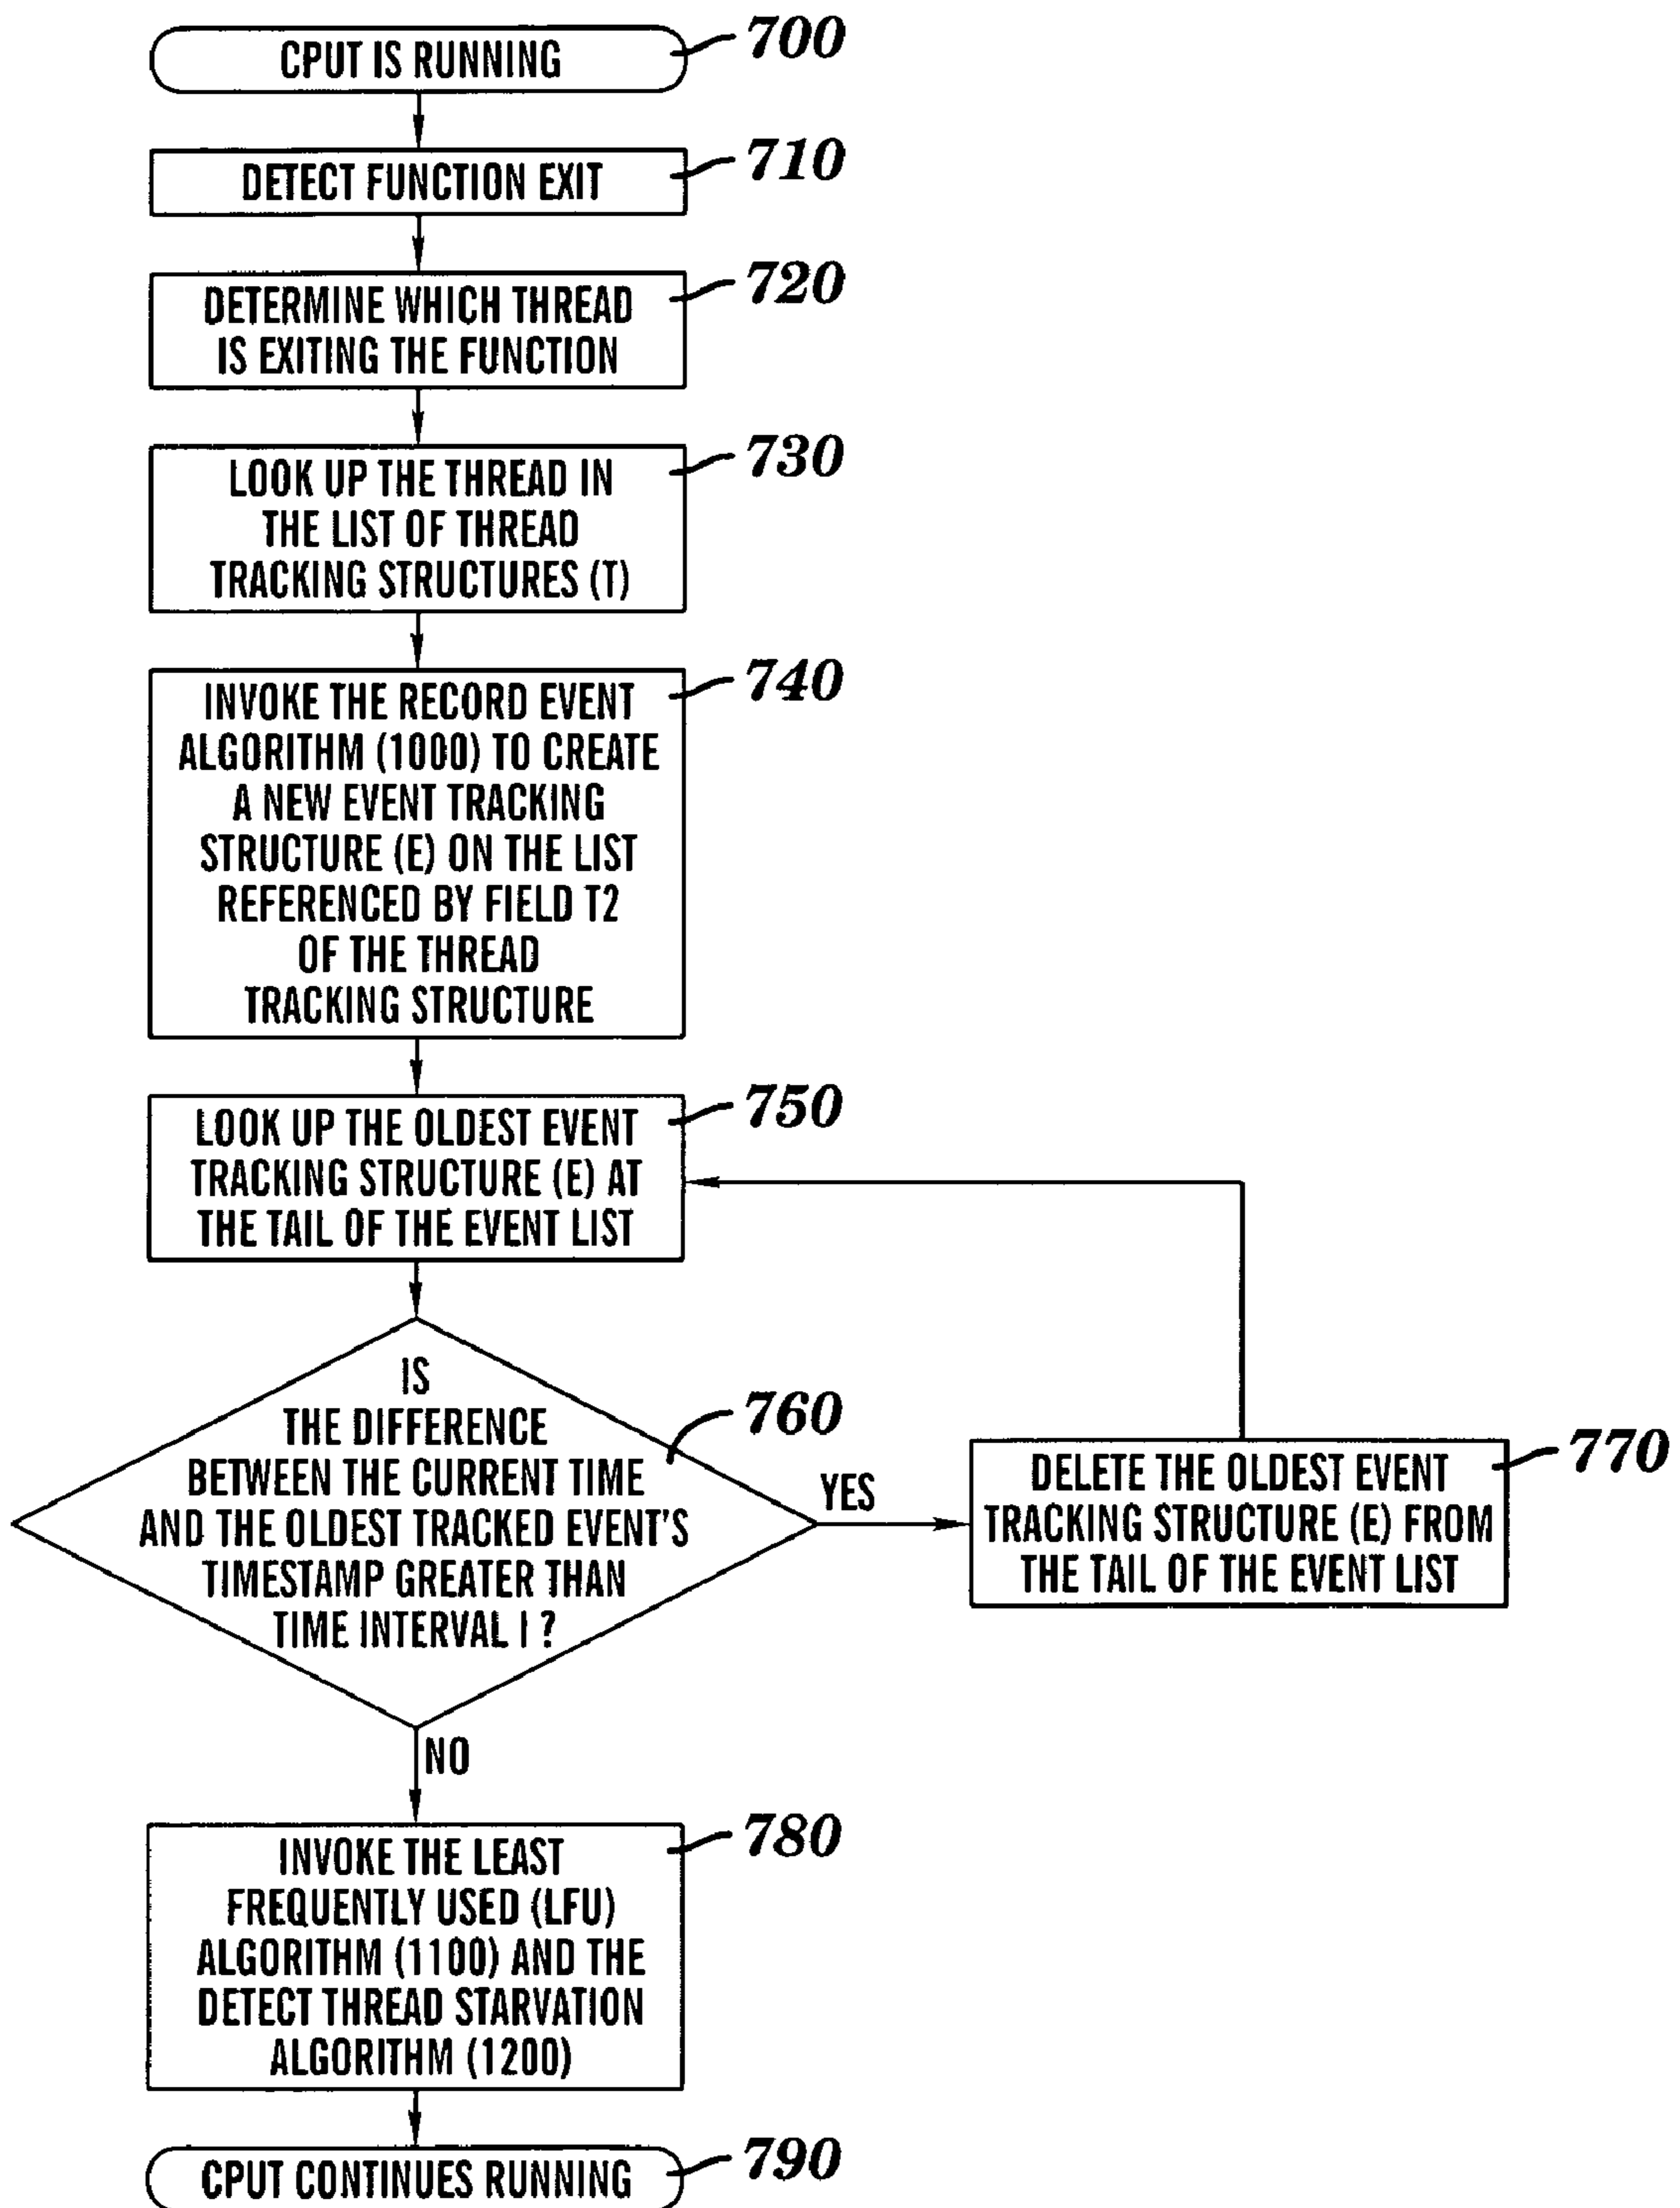 CPUT IS RUNNING
700
DETECT FUNCTION EXIT
710
DETERMINE WHICH THREAD
IS EXITING THE FUNCTION
720
LOOK UP THE THREAD IN
THE LIST OF THREAD
TRACKING STRUCTURES (T)
730
INVOKE THE RECORD EVENT
ALGORITHM (1000) TO CREATE
A NEW EVENT TRACKING
STRUCTURE (E) ON THE LIST
REFERENCED BY FIELD T2
OF THE THREAD
TRACKING STRUCTURE
740
LOOK UP THE OLDEST EVENT
TRACKING STRUCTURE (E) AT
THE TAIL OF THE EVENT LIST
750
IS
THE DIFFERENCE
BETWEEN THE CURRENT TIME
AND THE OLDEST TRACKED EVENT'S
TIMESTAMP GREATER THAN
TIME INTERVAL I ?
760
YES
DELETE THE OLDEST EVENT
TRACKING STRUCTURE (E) FROM
THE TAIL OF THE EVENT LIST
770
NO
INVOKE THE LEAST
FREQUENTLY USED (LFU)
ALGORITHM (1100) AND THE
DETECT THREAD STARVATION
ALGORITHM (1200)
780
CPUT CONTINUES RUNNING
790